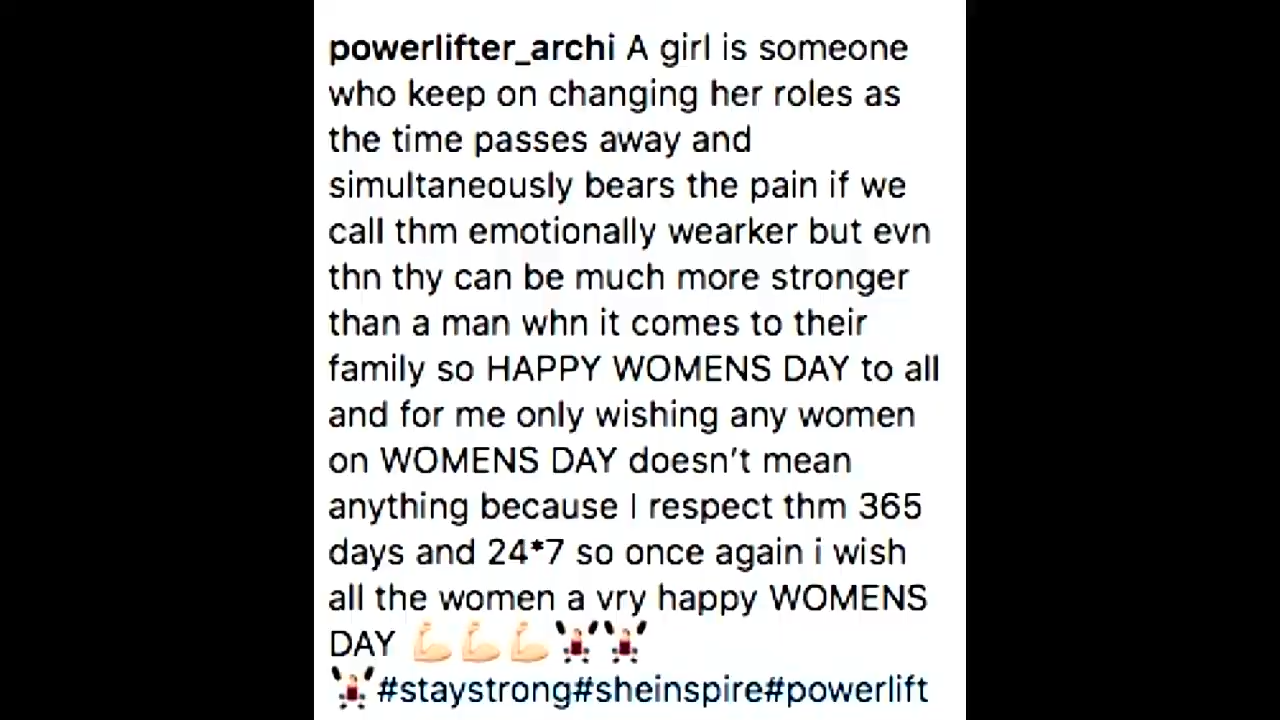 powerlifter_archi A girl is someone
who keep on changing her roles as
the time passes away and
simultaneously bears the pain if we
call thm emotionally wearker but evn
thn thy can be much more stronger
than a man whn it comes to their
family so HAPPY WOMENS DAY to all
and for me only wishing any women
on WOMENS DAY doesn’t mean
anything because I respect thm 365
days and 24*7 so once again i wish
all the women a vry happy WOMENS
DAY 💪🏻💪🏻💪🏻🏋️🏋️
🏋️#staystrong#sheinspire#powerlift